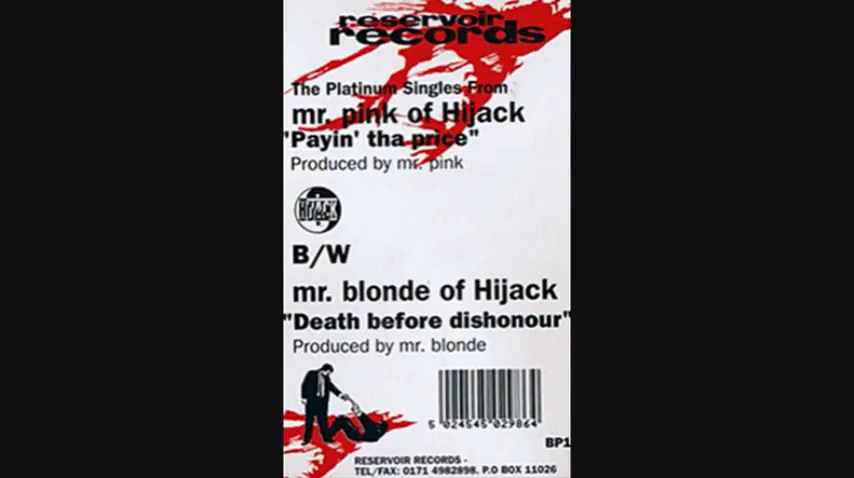 reservoir
records
The Platinum Singles From
mr. pink of Hijack
"Payin' tha price"
Produced by mr. pink
HIJACK
B/W
mr. blonde of Hijack
"Death before dishonour"
Produced by mr. blonde
5 024545 029864
BP1
RESERVOIR RECORDS -
TEL/FAX: 0171 4982898. P.O BOX 11026